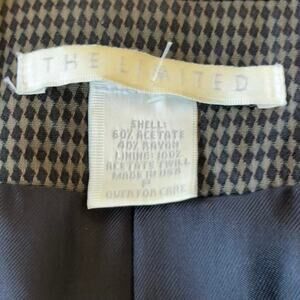 THE LIMITED
SHELL:
60% ACETATE
40% RAYON
LINING: 100%
ACETATE TWILL
MADE IN USA
P
OVER FOR CARE